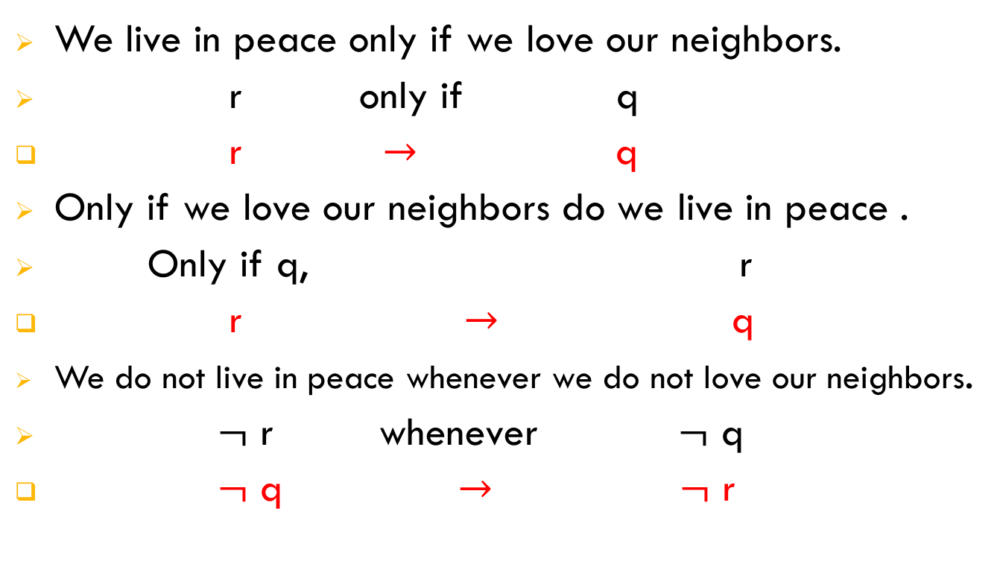 We live in peace only if we love our neighbors.
r only if q
r → q
Only if we love our neighbors do we live in peace .
Only if q, r
r → q
We do not live in peace whenever we do not love our neighbors.
¬ r whenever ¬ q
¬ q → ¬ r